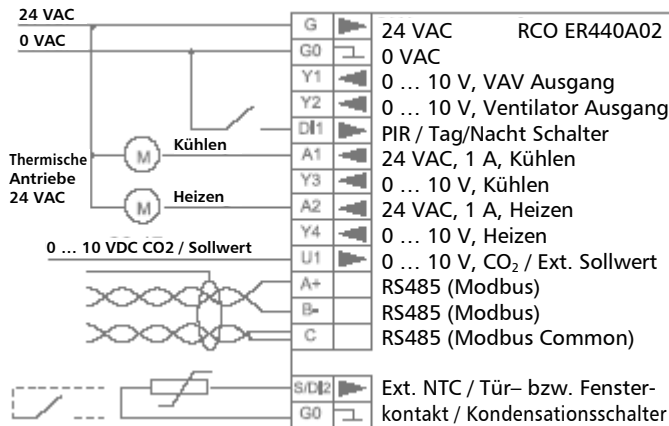 24 VAC
G 24 VAC RCO ER440A02
0 VAC
G0 0 VAC
Y1 0 … 10 V, VAV Ausgang
Y2 0 … 10 V, Ventilator Ausgang
DI1 PIR / Tag/Nacht Schalter
M Kühlen A1 24 VAC, 1 A, Kühlen
Thermische
Antriebe
24 VAC
Y3 0 … 10 V, Kühlen
M Heizen A2 24 VAC, 1 A, Heizen
Y4 0 … 10 V, Heizen
0 … 10 VDC CO2 / Sollwert
U1 0 … 10 V, CO₂ / Ext. Sollwert
A+ RS485 (Modbus)
B- RS485 (Modbus)
C RS485 (Modbus Common)
S/DI2 Ext. NTC / Tür– bzw. Fenster-
G0 kontakt / Kondensationsschalter